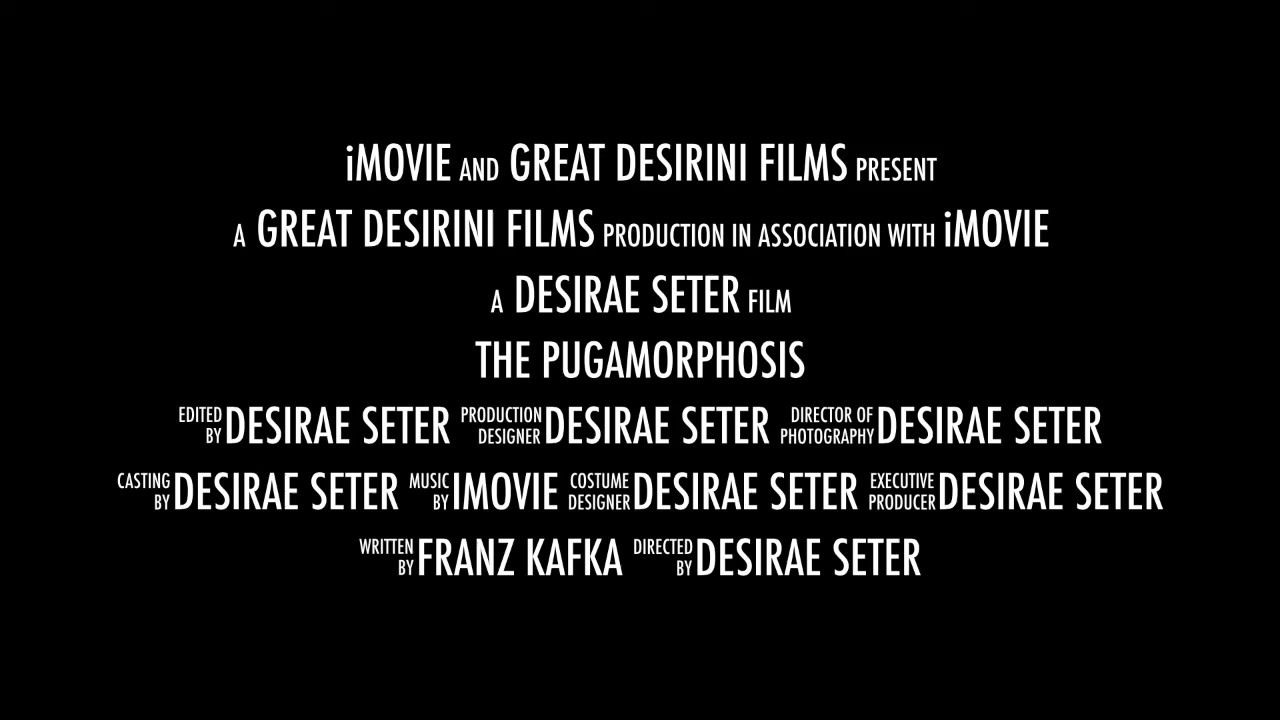 iMOVIE AND GREAT DESIRINI FILMS PRESENT
A GREAT DESIRINI FILMS PRODUCTION IN ASSOCIATION WITH iMOVIE
A DESIRAE SETER FILM
THE PUGAMORPHOSIS
EDITED BY DESIRAE SETER PRODUCTION DESIGNER DESIRAE SETER DIRECTOR OF PHOTOGRAPHY DESIRAE SETER
CASTING BY DESIRAE SETER MUSIC BY IMOVIE COSTUME DESIGNER DESIRAE SETER EXECUTIVE PRODUCER DESIRAE SETER
WRITTEN BY FRANZ KAFKA DIRECTED BY DESIRAE SETER